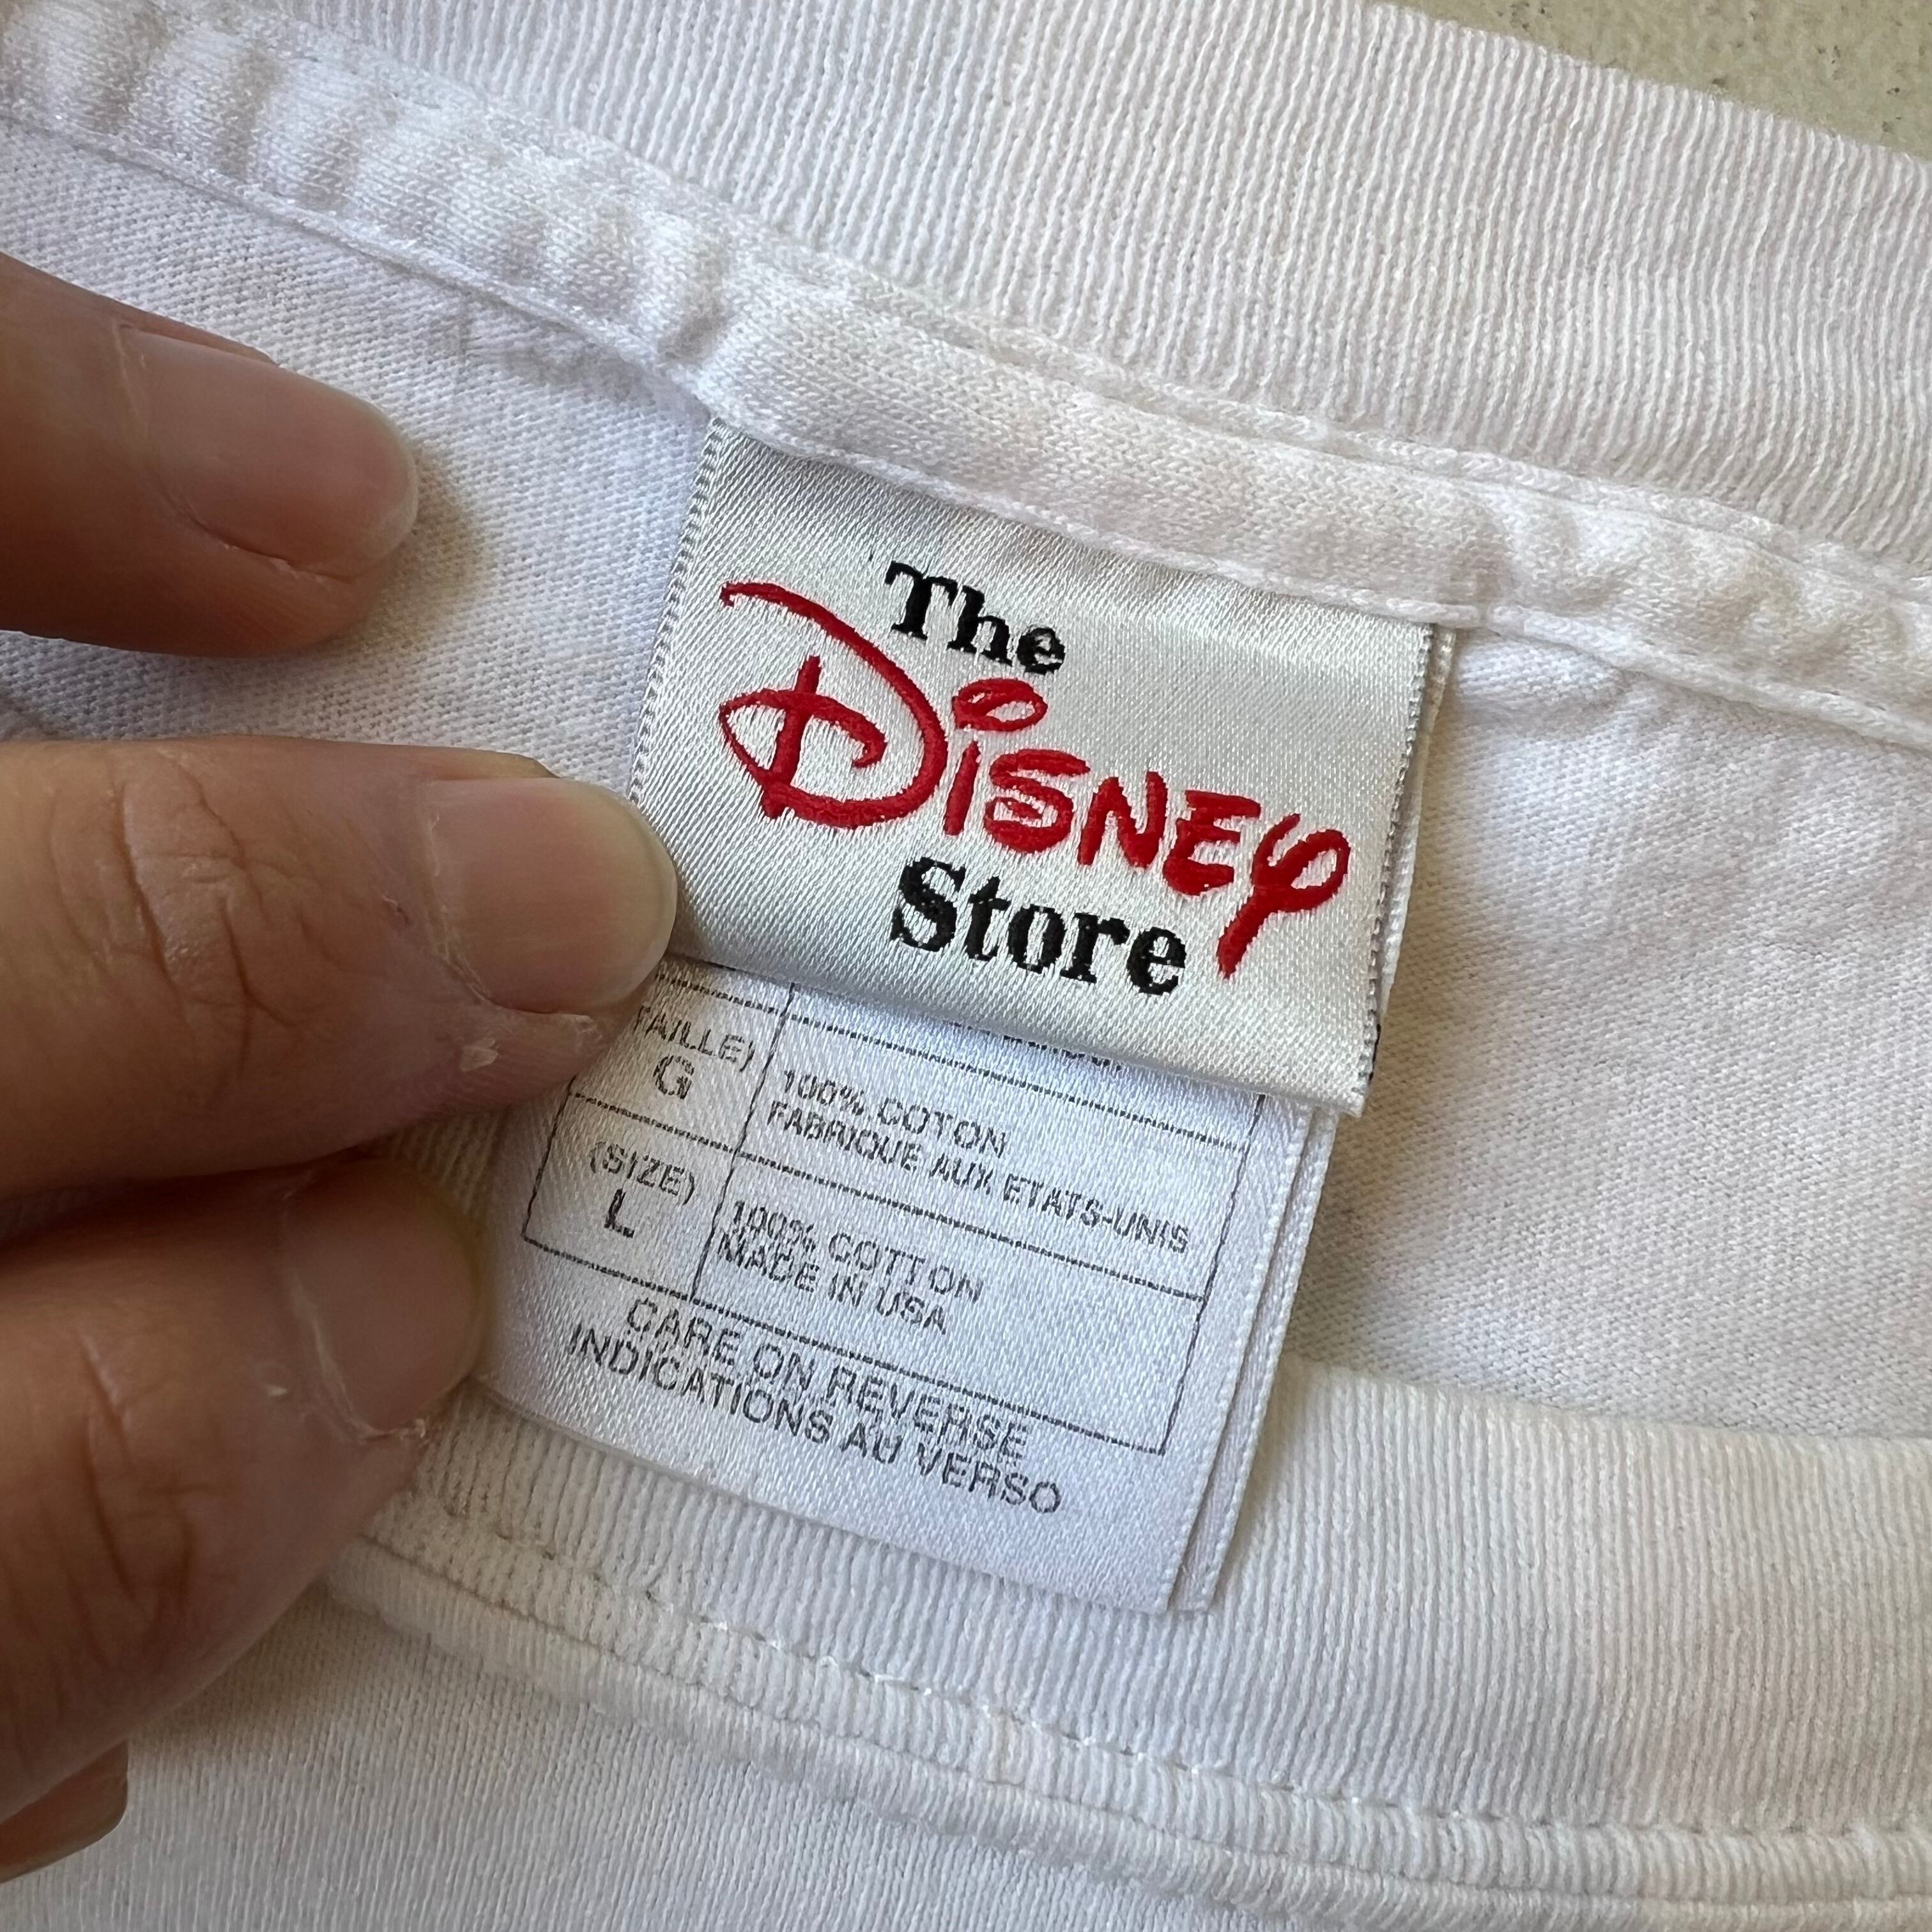 The
Disney
Store
TAILLE)
G
100% COTON
FABRIQUE AUX ETATS-UNIS
(SIZE)
L
100% COTTON
MADE IN USA
CARE ON REVERSE
INDICATIONS AU VERSO